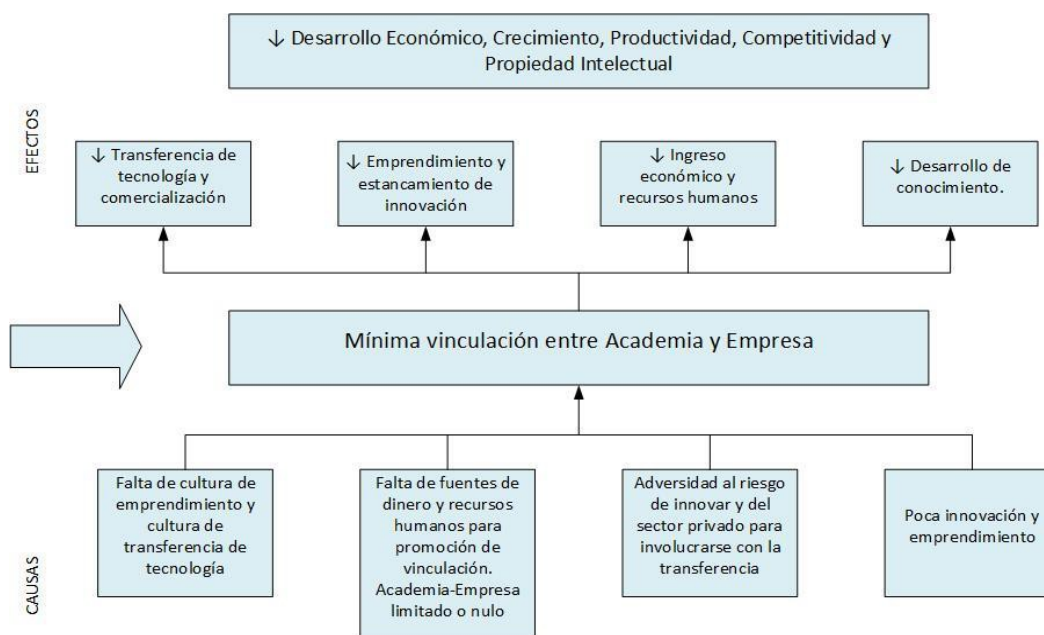 ↓ Desarrollo Económico, Crecimiento, Productividad, Competitividad y
Propiedad Intelectual
EFECTOS
↓ Transferencia de
tecnología y
comercialización
↓ Emprendimiento y
estancamiento de
innovación
↓ Ingreso
económico y
recursos humanos
↓ Desarrollo de
conocimiento.
Mínima vinculación entre Academia y Empresa
CAUSAS
Falta de cultura de
emprendimiento y
cultura de
transferencia de
tecnología
Falta de fuentes de
dinero y recursos
humanos para
promoción de
vinculación.
Academia-Empresa
limitado o nulo
Adversidad al riesgo
de innovar y del
sector privado para
involucrarse con la
transferencia
Poca innovación y
emprendimiento